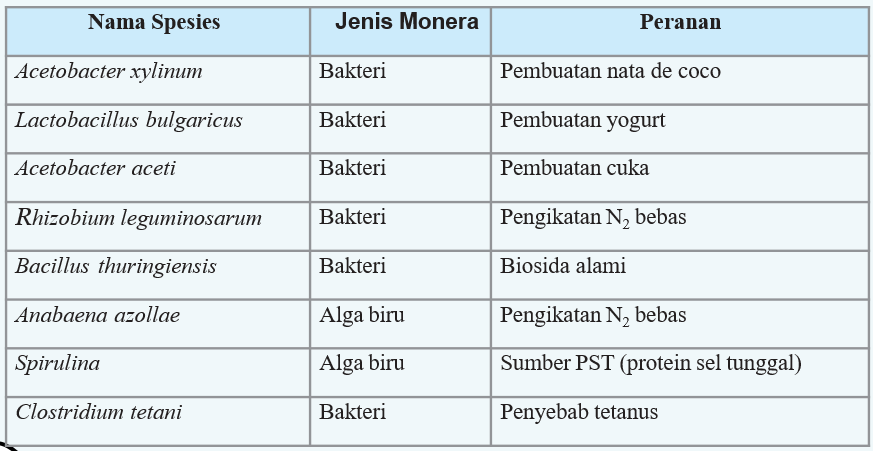 Nama Spesies Jenis Monera Peranan
Acetobacter xylinum Bakteri Pembuatan nata de coco
Lactobacillus bulgaricus Bakteri Pembuatan yogurt
Acetobacter aceti Bakteri Pembuatan cuka
Rhizobium leguminosarum Bakteri Pengikatan N₂ bebas
Bacillus thuringiensis Bakteri Biosida alami
Anabaena azollae Alga biru Pengikatan N₂ bebas
Spirulina Alga biru Sumber PST (protein sel tunggal)
Clostridium tetani Bakteri Penyebab tetanus